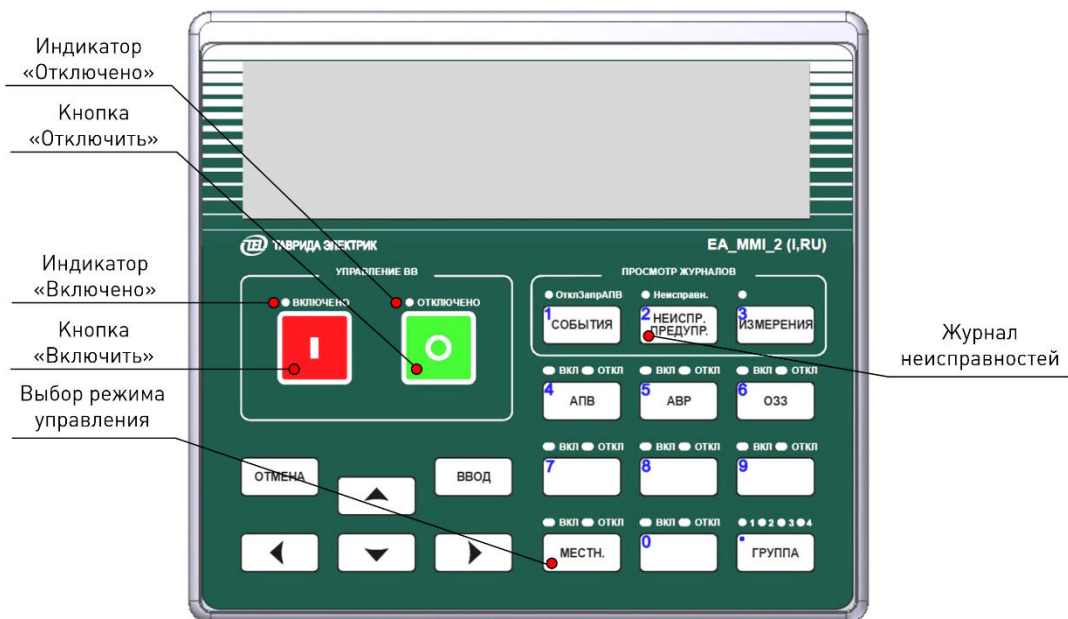 Индикатор
«Отключено»
Кнопка
«Отключить»
Индикатор
«Включено»
Кнопка
«Включить»
Выбор режима
управления
TEL ТАВРИДА ЭЛЕКТРИК
EA_MMI_2 (I,RU)
УПРАВЛЕНИЕ ВВ
ВКЛЮЧЕНО
ОТКЛЮЧЕНО
I
O
ПРОСМОТР ЖУРНАЛОВ
ОтклЗапрАПВ
Неисправн.
1 СОБЫТИЯ
2 НЕИСПР.
ПРЕДУПР.
3 ИЗМЕРЕНИЯ
ВКЛ ОТКЛ ВКЛ ОТКЛ ВКЛ ОТКЛ
4 АПВ
5 АВР
6 ОЗЗ
ВКЛ ОТКЛ ВКЛ ОТКЛ ВКЛ ОТКЛ
7 8 9
ВКЛ ОТКЛ ВКЛ ОТКЛ 1 2 3 4
МЕСТН.
0
ГРУППА
ОТМЕНА
ВВОД
Журнал
неисправностей